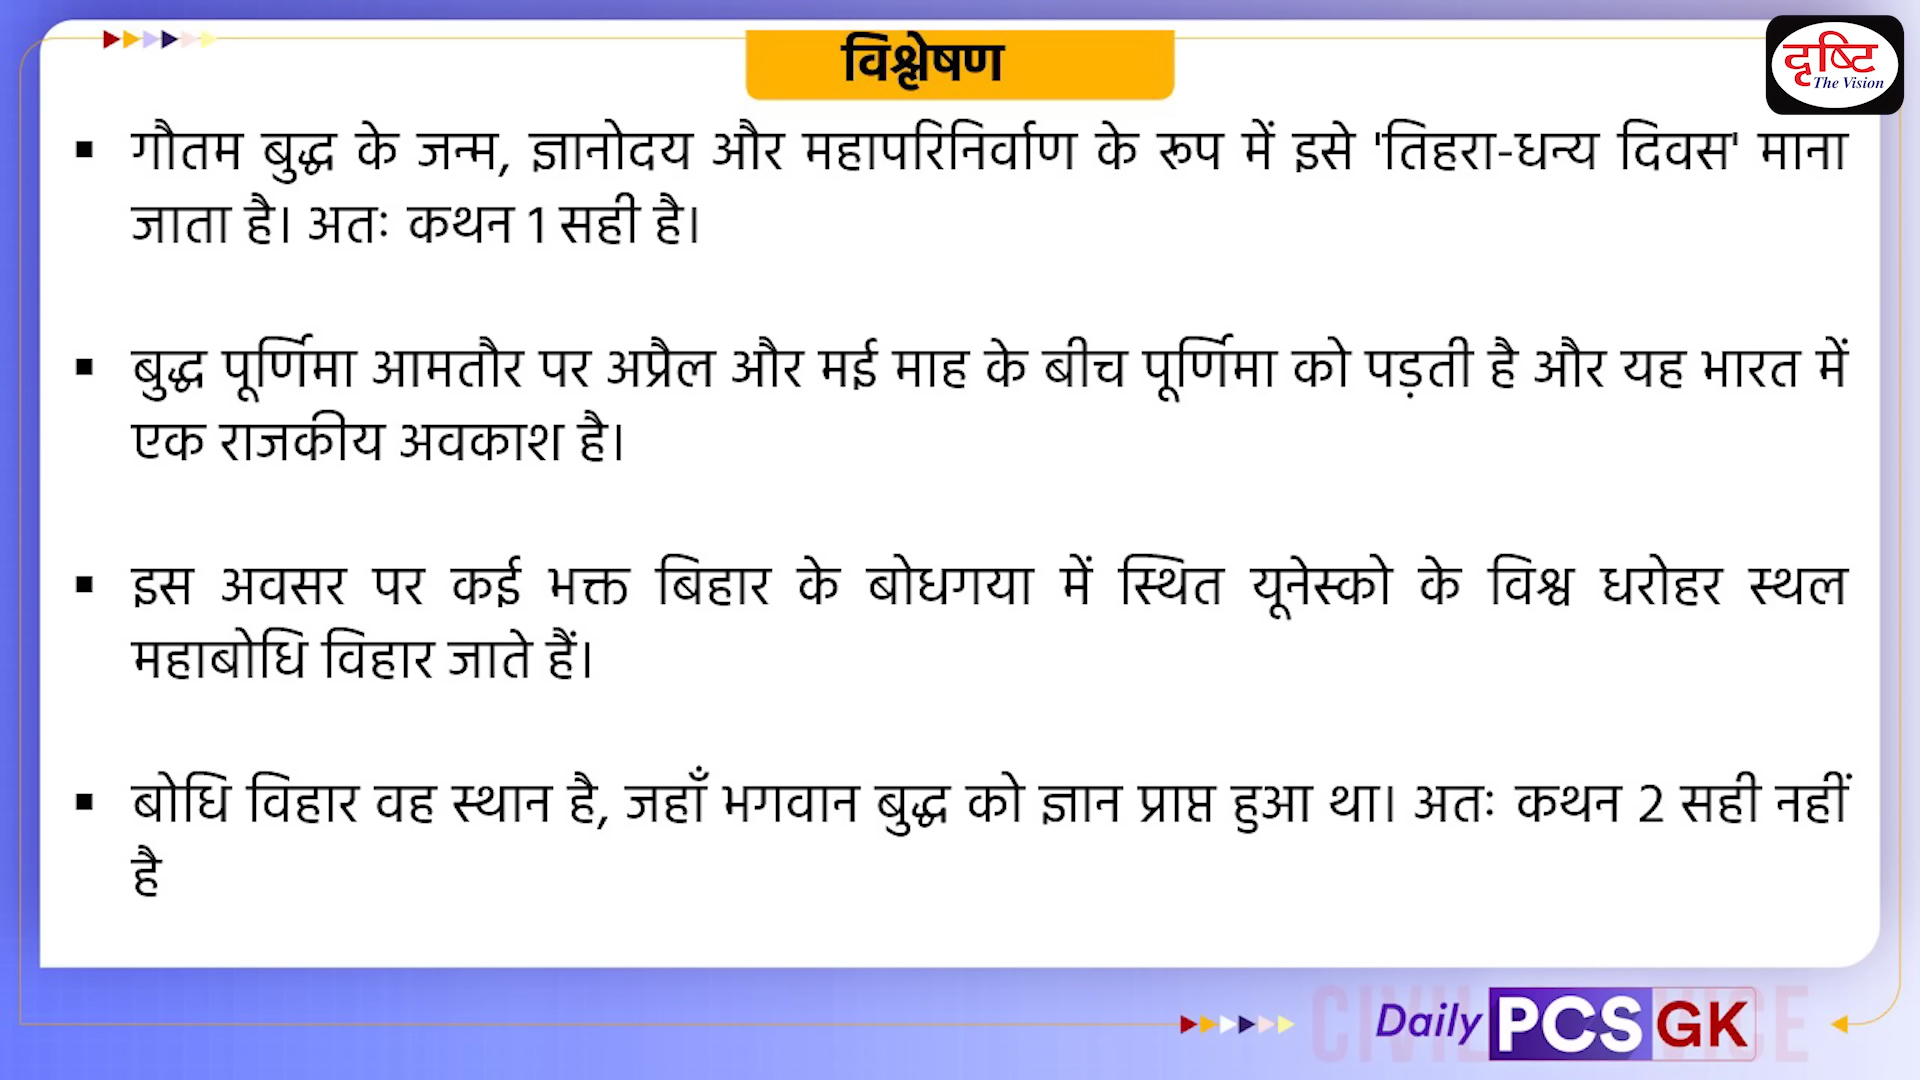 विश्लेषण
दृष्टि
The Vision
▪ गौतम बुद्ध के जन्म, ज्ञानोदय और महापरिनिर्वाण के रूप में इसे 'तिहरा-धन्य दिवस' माना
जाता है। अतः कथन 1 सही है।
▪ बुद्ध पूर्णिमा आमतौर पर अप्रैल और मई माह के बीच पूर्णिमा को पड़ती है और यह भारत में
एक राजकीय अवकाश है।
▪ इस अवसर पर कई भक्त बिहार के बोधगया में स्थित यूनेस्को के विश्व धरोहर स्थल
महाबोधि विहार जाते हैं।
▪ बोधि विहार वह स्थान है, जहाँ भगवान बुद्ध को ज्ञान प्राप्त हुआ था। अतः कथन 2 सही नहीं
है
Daily PCS GK